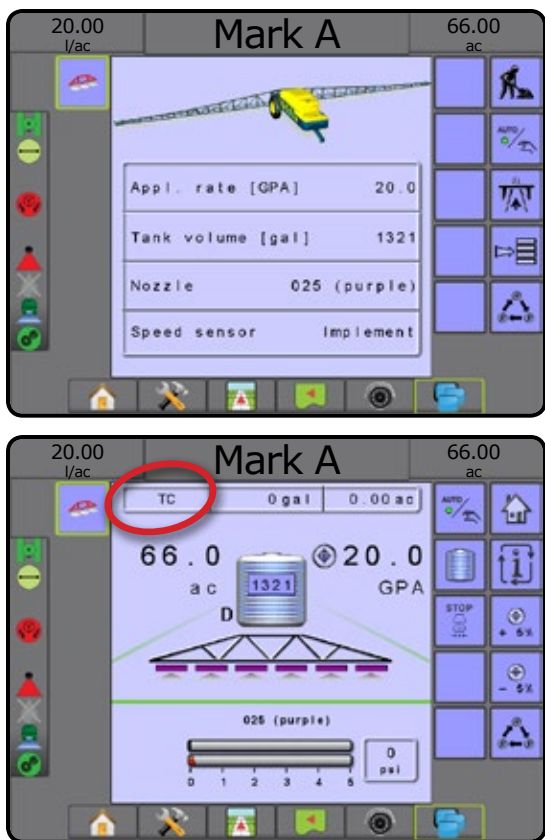 20.00 Mark A 66.00
l/ac ac
Appl. rate [GPA] 20.0
AUTO
Tank volume [gal] 1321
Nozzle 025 (purple)
Speed sensor Implement
20.00 Mark A 66.00
l/ac ac
TC 0 gal 0.00 ac
AUTO
66.0 20.0
ac 1321 GPA
i
D
STOP
+ 5%
- 5%
025 (purple)
0
psi
0 1 2 3 4 5